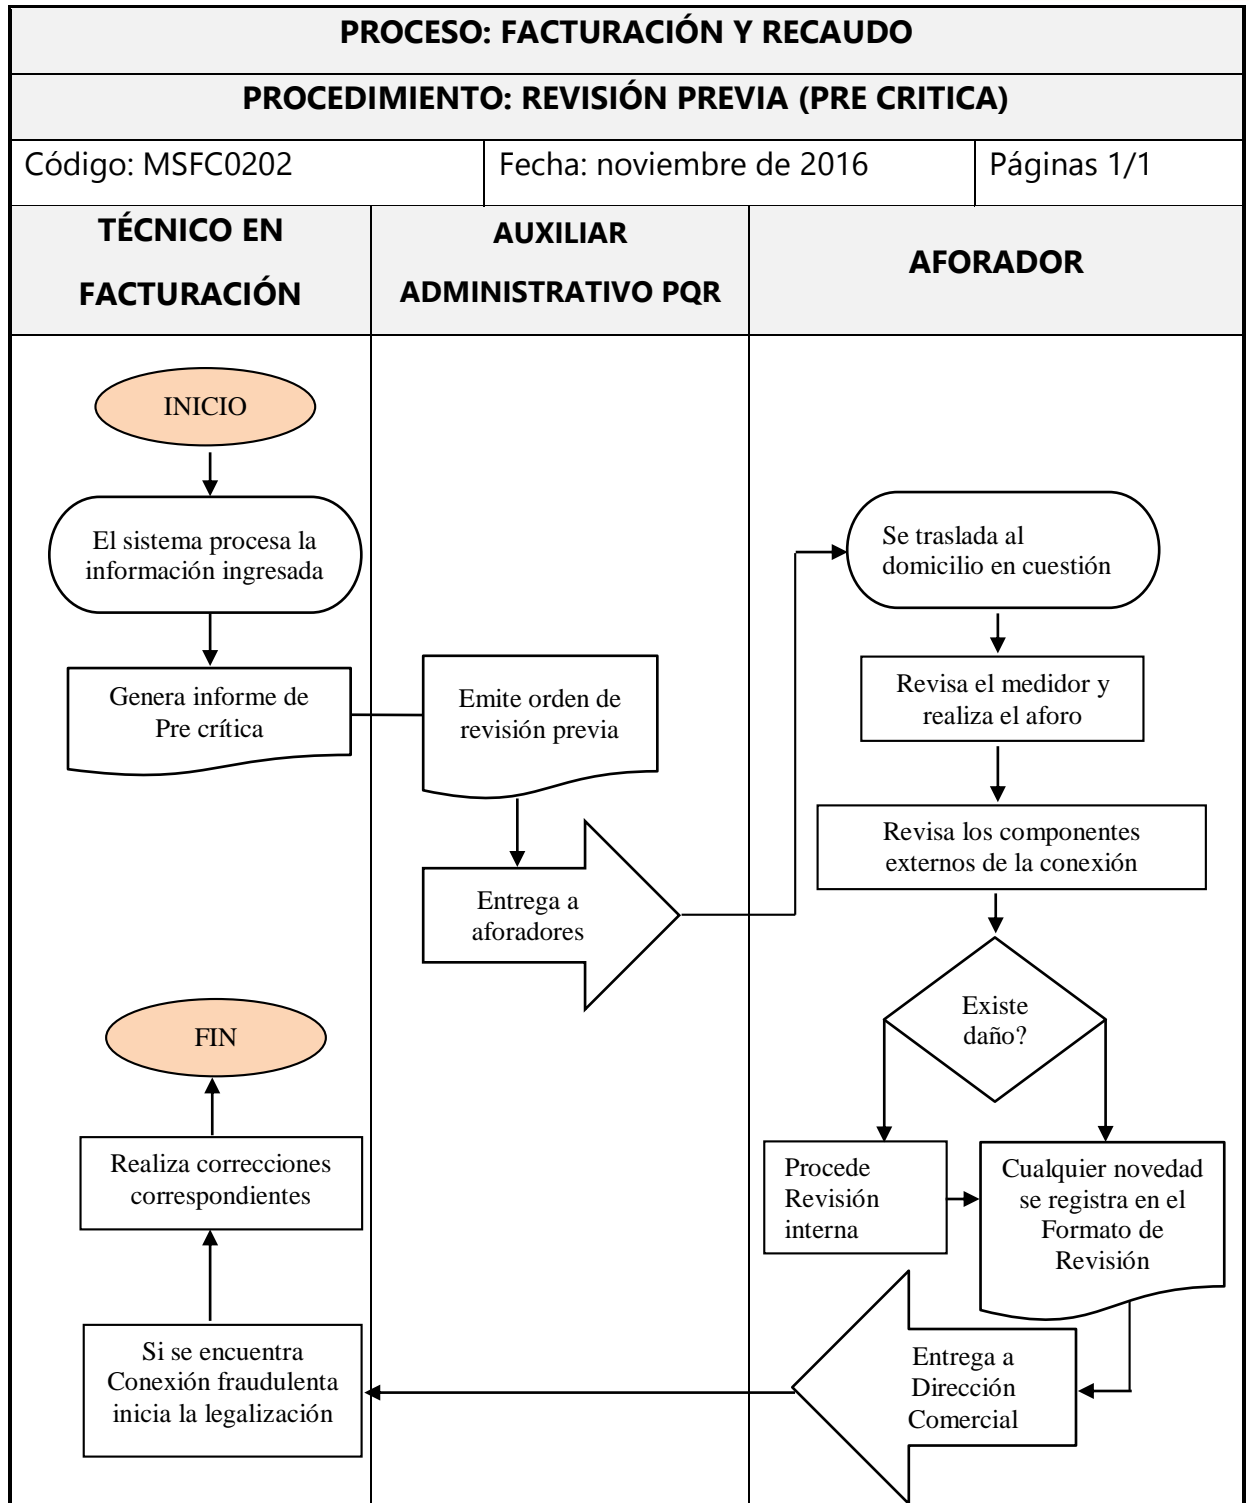 PROCESO: FACTURACIÓN Y RECAUDO
PROCEDIMIENTO: REVISIÓN PREVIA (PRE CRITICA)
Código: MSFC0202
Fecha: noviembre de 2016
Páginas 1/1
TÉCNICO EN
FACTURACIÓN
AUXILIAR
ADMINISTRATIVO PQR
AFORADOR
INICIO
El sistema procesa la
información ingresada
Genera informe de
Pre crítica
Emite orden de
revisión previa
Entrega a
aforadores
Se traslada al
domicilio en cuestión
Revisa el medidor y
realiza el aforo
Revisa los componentes
externos de la conexión
Existe
daño?
Procede
Revisión
interna
Cualquier novedad
se registra en el
Formato de
Revisión
Entrega a
Dirección
Comercial
Si se encuentra
Conexión fraudulenta
inicia la legalización
Realiza correcciones
correspondientes
FIN